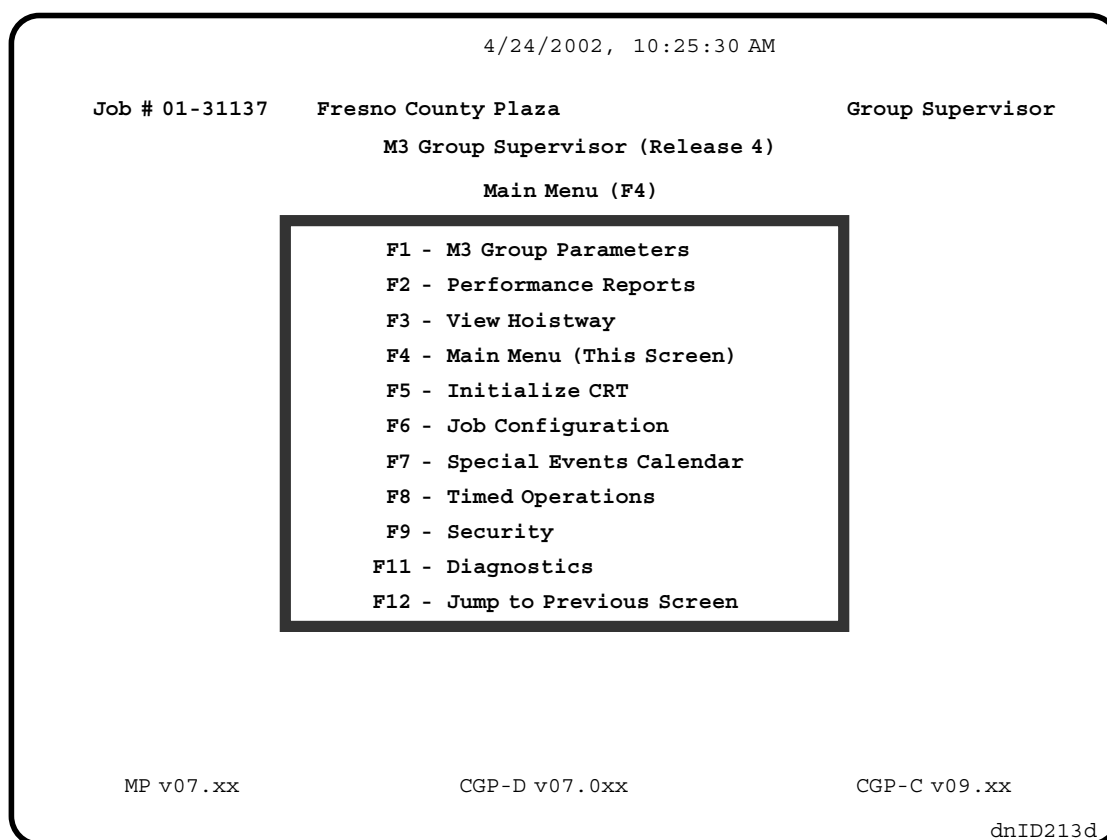 4/24/2002, 10:25:30 AM
Job # 01-31137 Fresno County Plaza Group Supervisor
M3 Group Supervisor (Release 4)
Main Menu (F4)
F1 - M3 Group Parameters
F2 - Performance Reports
F3 - View Hoistway
F4 - Main Menu (This Screen)
F5 - Initialize CRT
F6 - Job Configuration
F7 - Special Events Calendar
F8 - Timed Operations
F9 - Security
F11 - Diagnostics
F12 - Jump to Previous Screen
MP v07.xx CGP-D v07.0xx CGP-C v09.xx
dnID213d